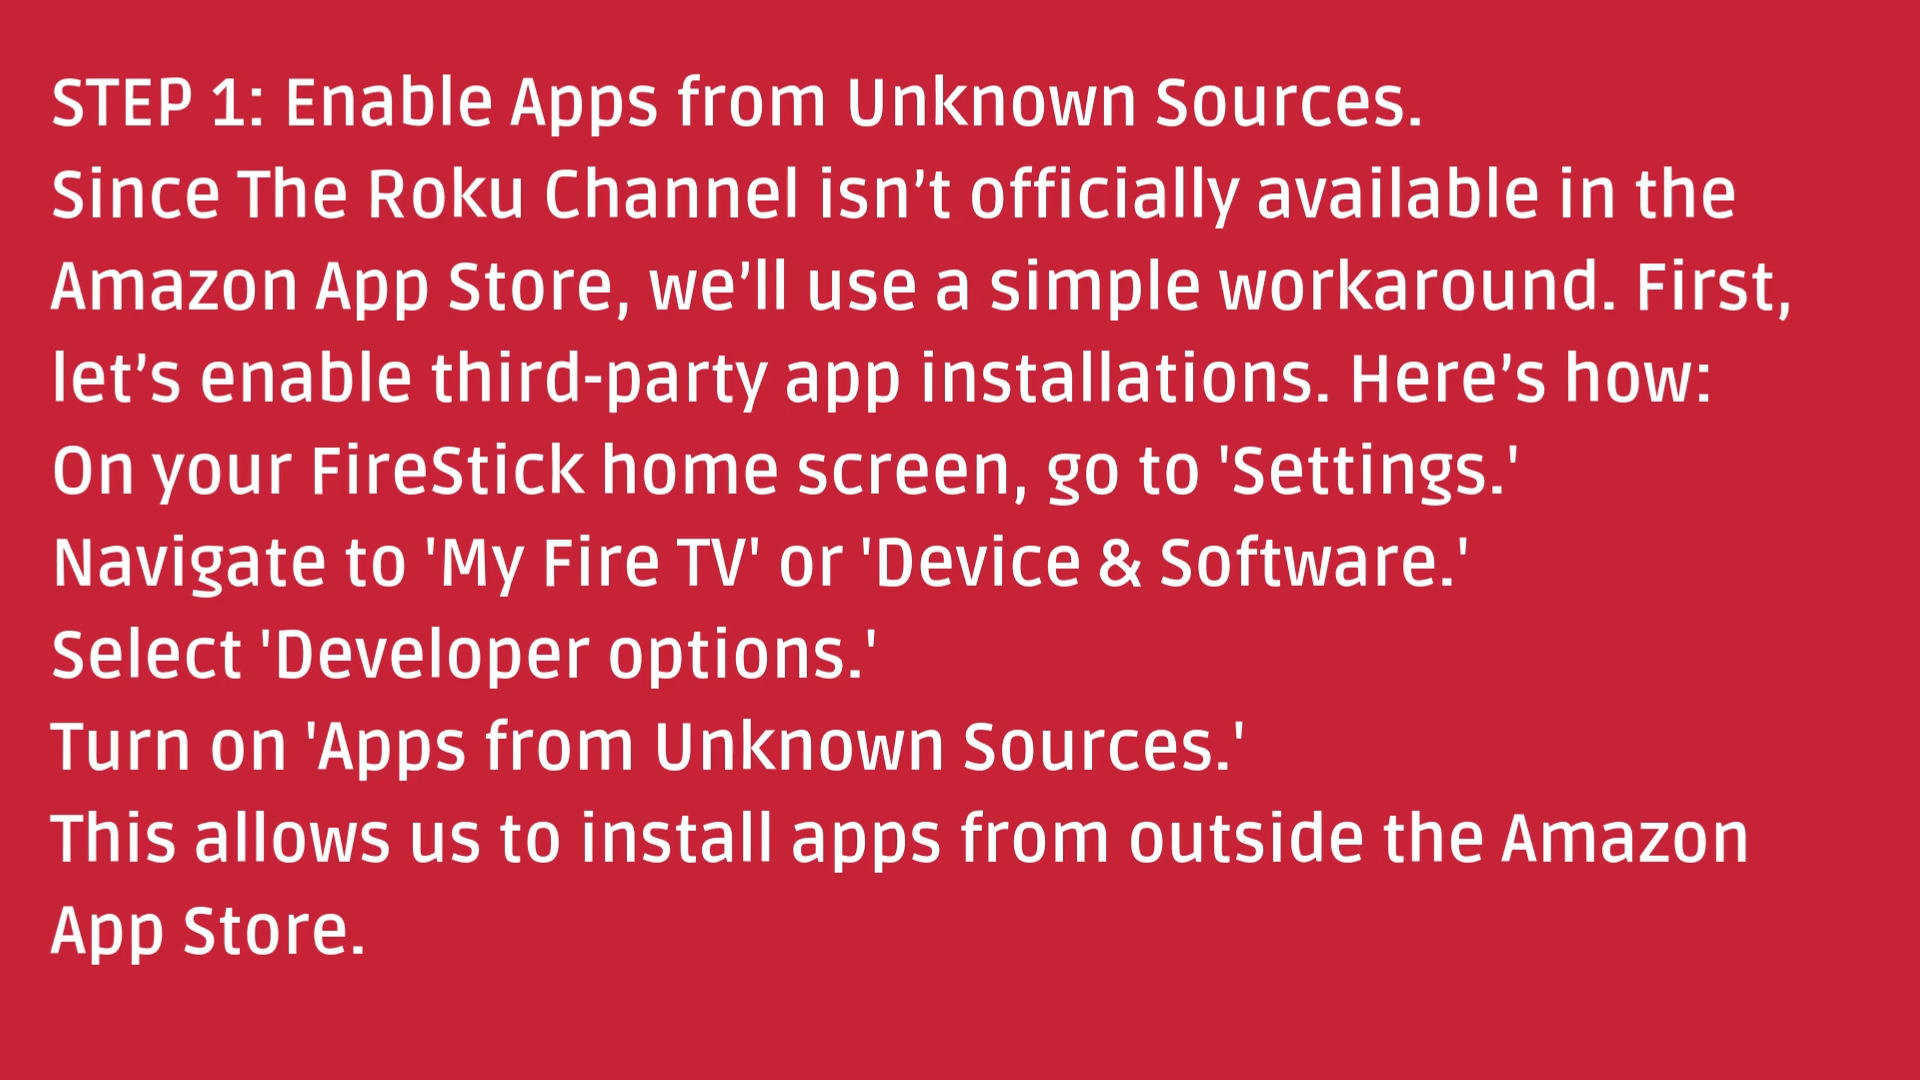 STEP 1: Enable Apps from Unknown Sources.
Since The Roku Channel isn’t officially available in the
Amazon App Store, we’ll use a simple workaround. First,
let’s enable third-party app installations. Here’s how:
On your FireStick home screen, go to 'Settings.'
Navigate to 'My Fire TV' or 'Device & Software.'
Select 'Developer options.'
Turn on 'Apps from Unknown Sources.'
This allows us to install apps from outside the Amazon
App Store.